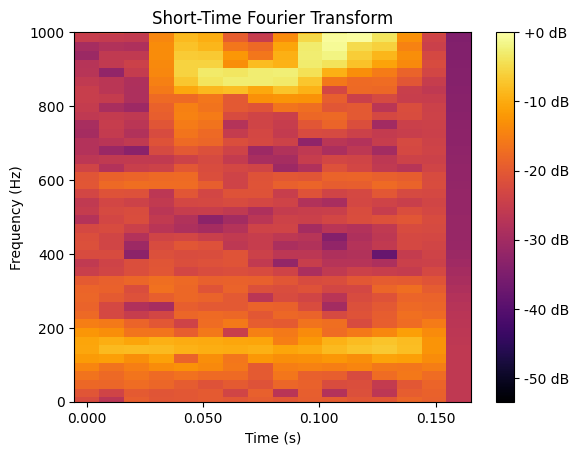 Short-Time Fourier Transform
Frequency (Hz)
1000
800
600
400
200
0
0.000
0.050
0.100
0.150
Time (s)
+0 dB
-10 dB
-20 dB
-30 dB
-40 dB
-50 dB